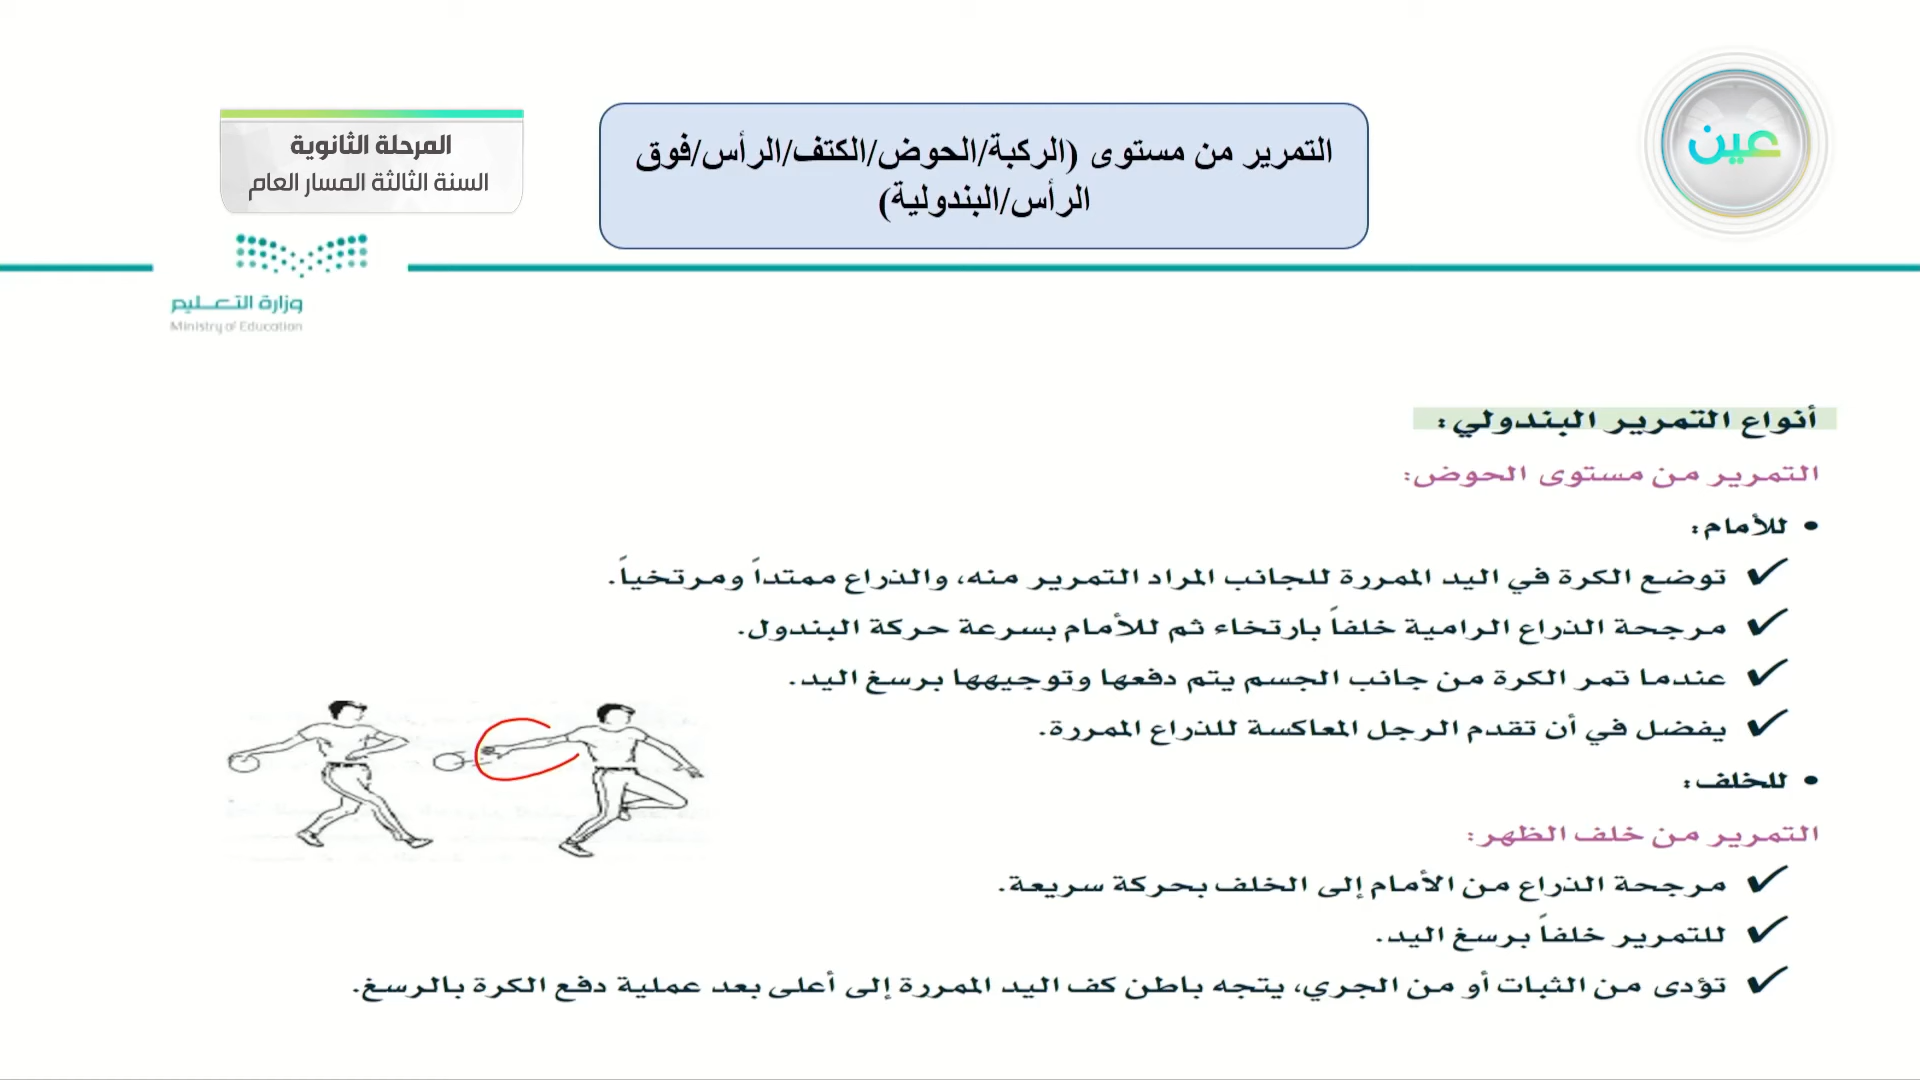 عين
التمرير من مستوى (الركبة/الحوض/الكتف/الرأس/فوق
الرأس/البندولية)
المرحلة الثانوية
السنة الثالثة المسار العام
وزارة التعليم
Ministry of Education
أنواع التمرير البندولي:
التمرير من مستوى الحوض:
• للأمام:
✓ توضع الكرة في اليد الممررة للجانب المراد التمرير منه، والذراع ممتداً ومرتخياً.
✓ مرجحة الذراع الرامية خلفاً بارتخاء ثم للأمام بسرعة حركة البندول.
✓ عندما تمر الكرة من جانب الجسم يتم دفعها وتوجيهها برسغ اليد.
✓ يفضل في أن تقدم الرجل المعاكسة للذراع الممررة.
• للخلف:
التمرير من خلف الظهر:
✓ مرجحة الذراع من الأمام إلى الخلف بحركة سريعة.
✓ للتمرير خلفاً برسغ اليد.
✓ تؤدى من الثبات أو من الجري، يتجه باطن كف اليد الممررة إلى أعلى بعد عملية دفع الكرة بالرسغ.